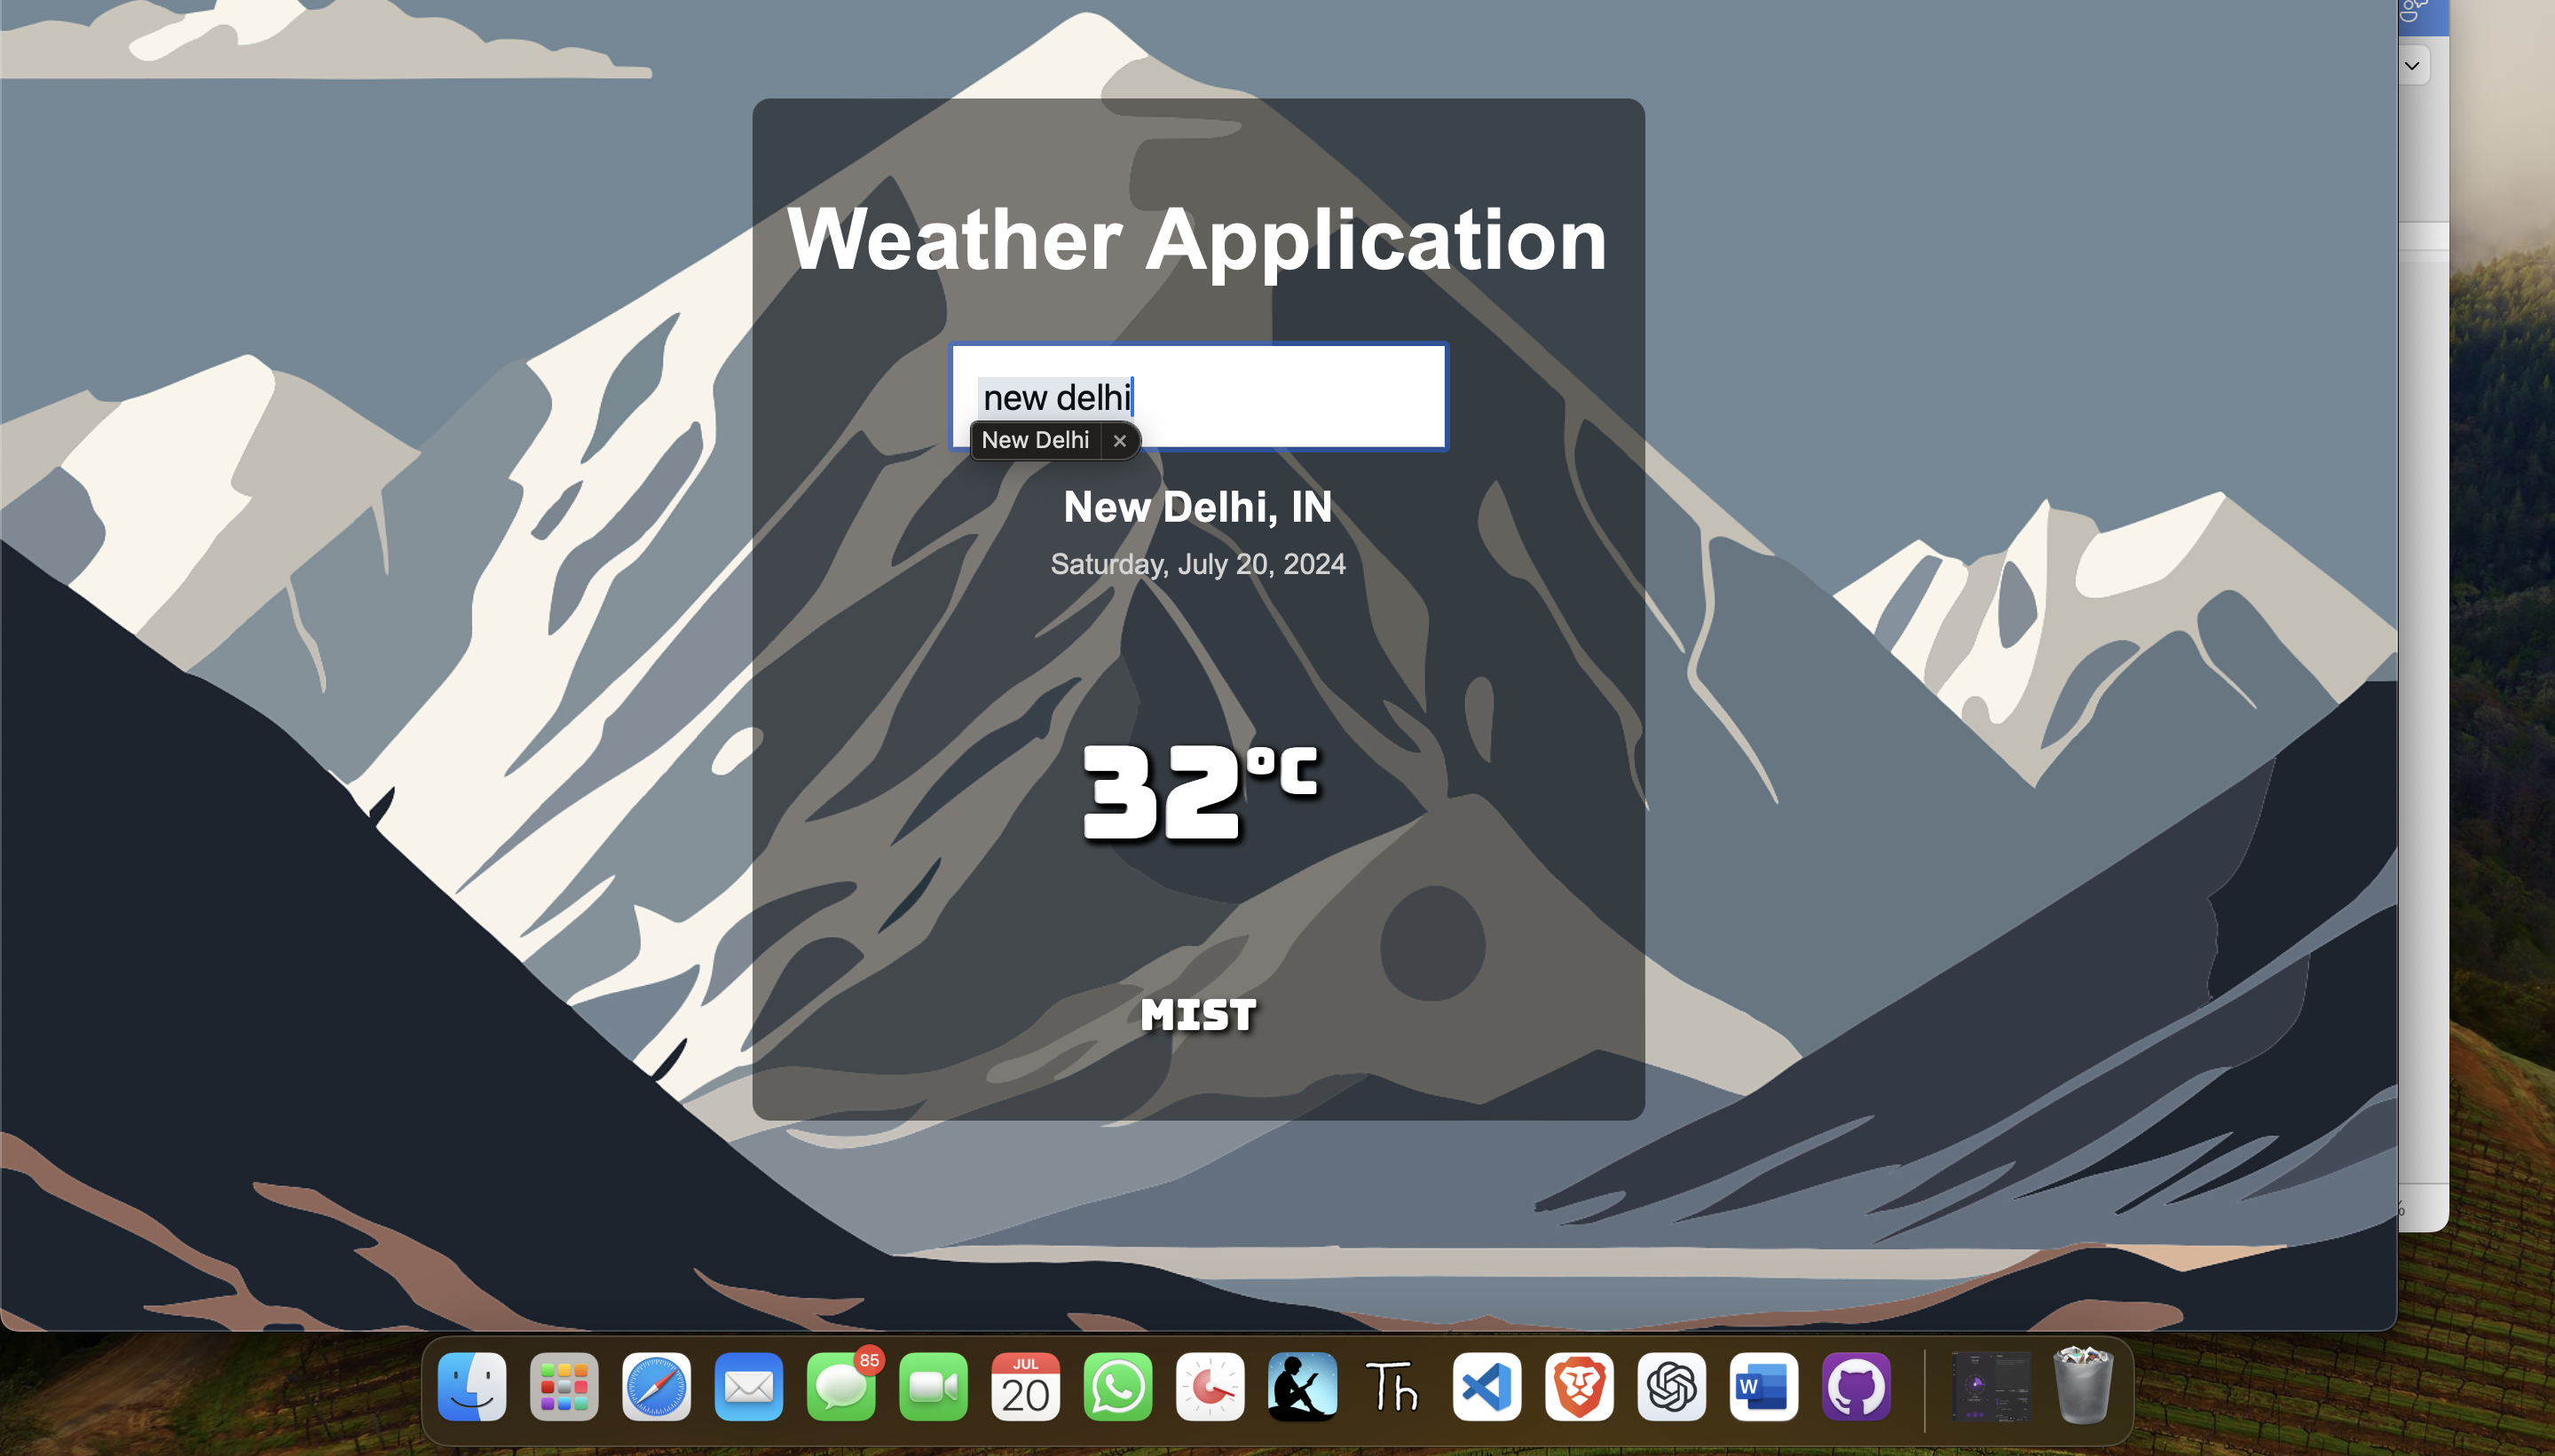 Weather Application
new delhi
New Delhi ×
New Delhi, IN
Saturday, July 20, 2024
32°C
MIST
85
JUL
20
Th
W